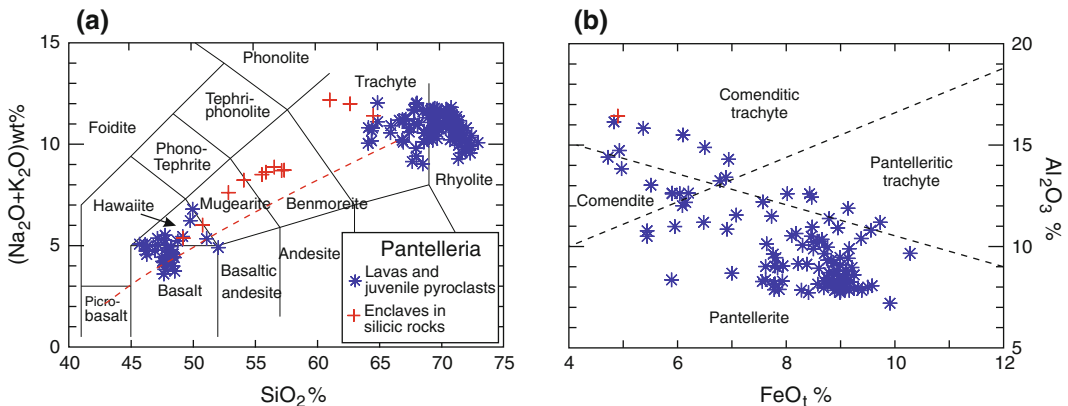 (a)
(b)
15
10
5
0
(Na2O+K2O)wt%
40
45
50
55
60
65
70
75
SiO2%
Phonolite
Trachyte
Tephri-
phonolite
Foidite
Phono-
Tephrite
Rhyolite
Hawaiite
Mugearite
Benmoreite
Andesite
Basaltic
andesite
Basalt
Picro-
basalt
Pantelleria
Lavas and
juvenile pyroclasts
Enclaves in
silicic rocks
Comenditic
trachyte
Pantelleritic
trachyte
Comendite
Pantellerite
20
15
10
5
Al2O3 %
4
6
8
10
12
FeOt %